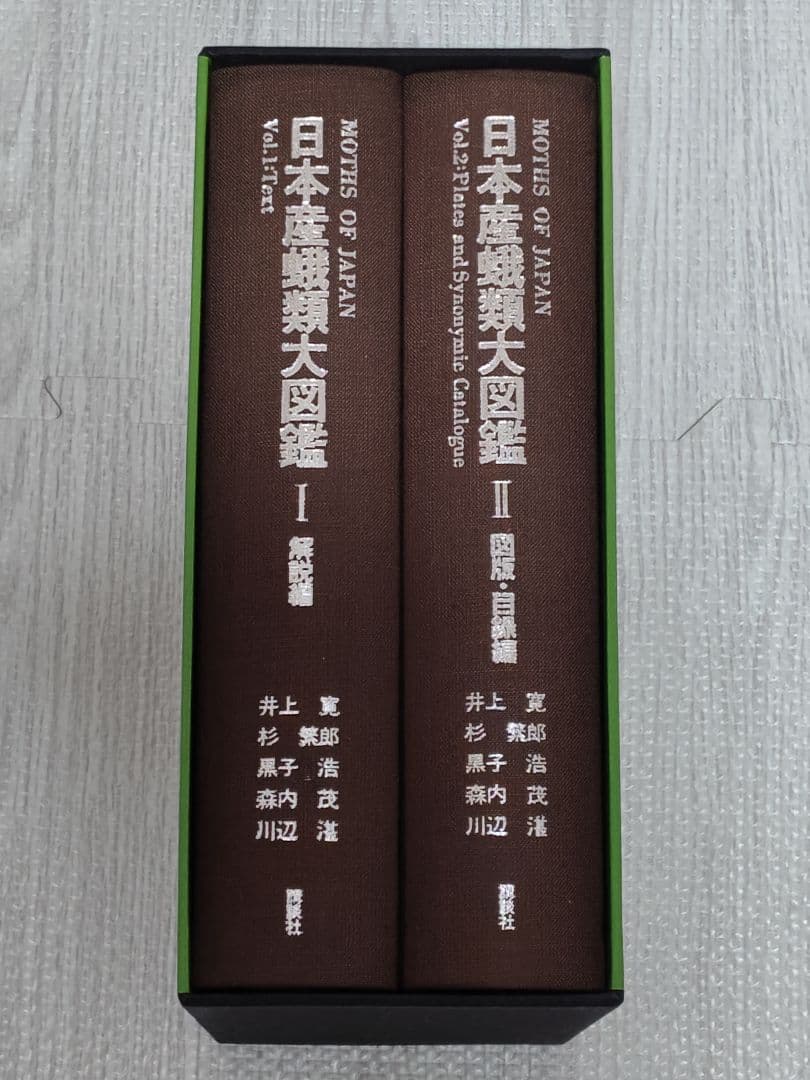 MOTHS OF JAPAN
日本産蛾類大図鑑 I 解説編
Vol.1:Text
井上 寛
杉 繁郎
黒子 浩
森内 茂
川辺 湛
講談社
MOTHS OF JAPAN
日本産蛾類大図鑑 II 図版・目録編
Vol.2:Plates and Synonymic Catalogue
井上 寛
杉 繁郎
黒子 浩
森内 茂
川辺 湛
講談社